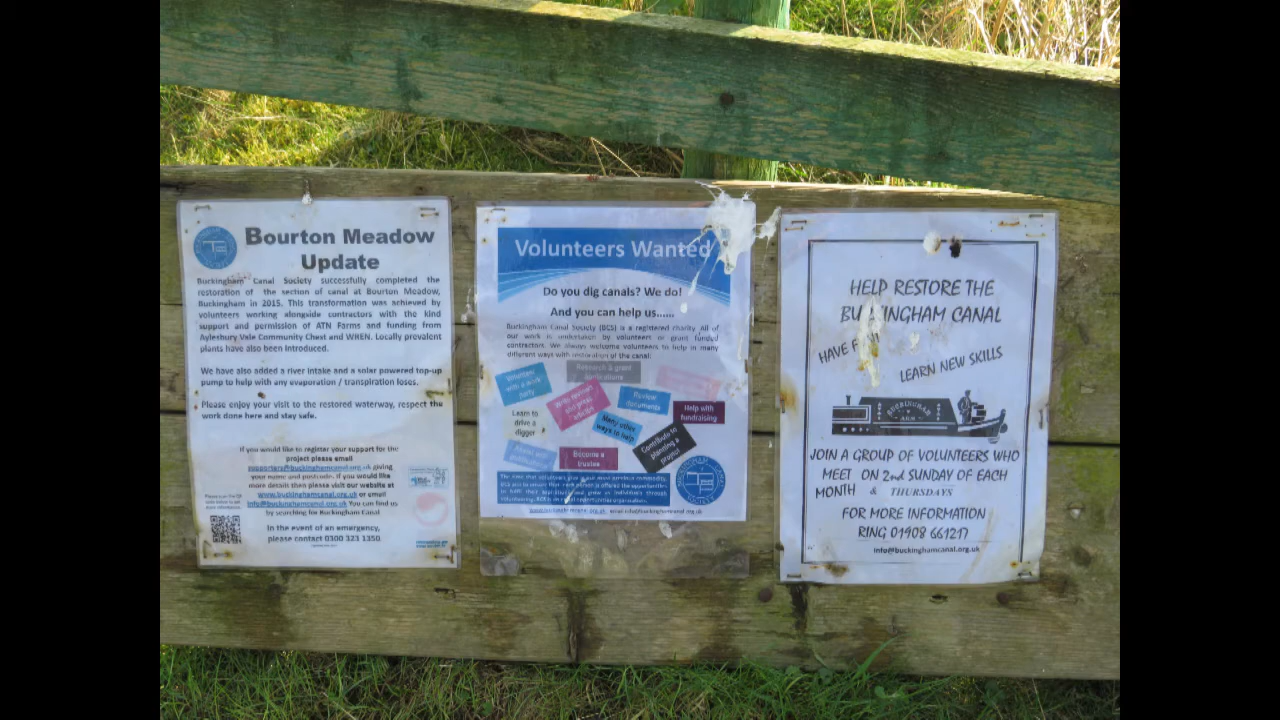 Bourton Meadow
Update
Buckingham Canal Society successfully completed the
restoration of the section of canal at Bourton Meadow,
Buckingham in 2015. This transformation was achieved by
volunteers working alongside contractors with the kind
support and permission of ATN Farms and funding from
Aylesbury Vale Community Chest and WREN. Locally prevalent
plants have also been introduced.
We have also added a river intake and a solar powered top-up
pump to help with any evaporation / transpiration loses.
Please enjoy your visit to the restored waterway, respect the
work done here and stay safe.
If you would like to register your support for the
project please email
supporters@buckinghamcanal.org.uk giving
your name and postcode. If you would like
more details then please visit our website at
www.buckinghamcanal.org.uk or email
info@buckinghamcanal.org.uk You can find us
by searching for Buckingham Canal
In the event of an emergency,
please contact 0300 323 1350.
Volunteers Wanted
Do you dig canals? We do!
And you can help us......
Buckingham Canal Society (BCS) is a registered charity. All of
our work is undertaken by volunteers or grant funded
contractors. We always welcome volunteers to help in many
different ways with restoration of the canal:
Volunteer
with a work
party
Research & grant
applications
Write
and press
articles
Review
documents
Help with
fundraising
Learn to
drive a
digger
Many other
ways to help
Contribute to
planning a
project
Become a
trustee
HELP RESTORE THE
BUCKINGHAM CANAL
HAVE FUN
LEARN NEW SKILLS
BUCKINGHAM
JOIN A GROUP OF VOLUNTEERS WHO
MEET ON 2nd SUNDAY OF EACH
MONTH & THURSDAYS
FOR MORE INFORMATION
RING 01908 661217
info@buckinghamcanal.org.uk